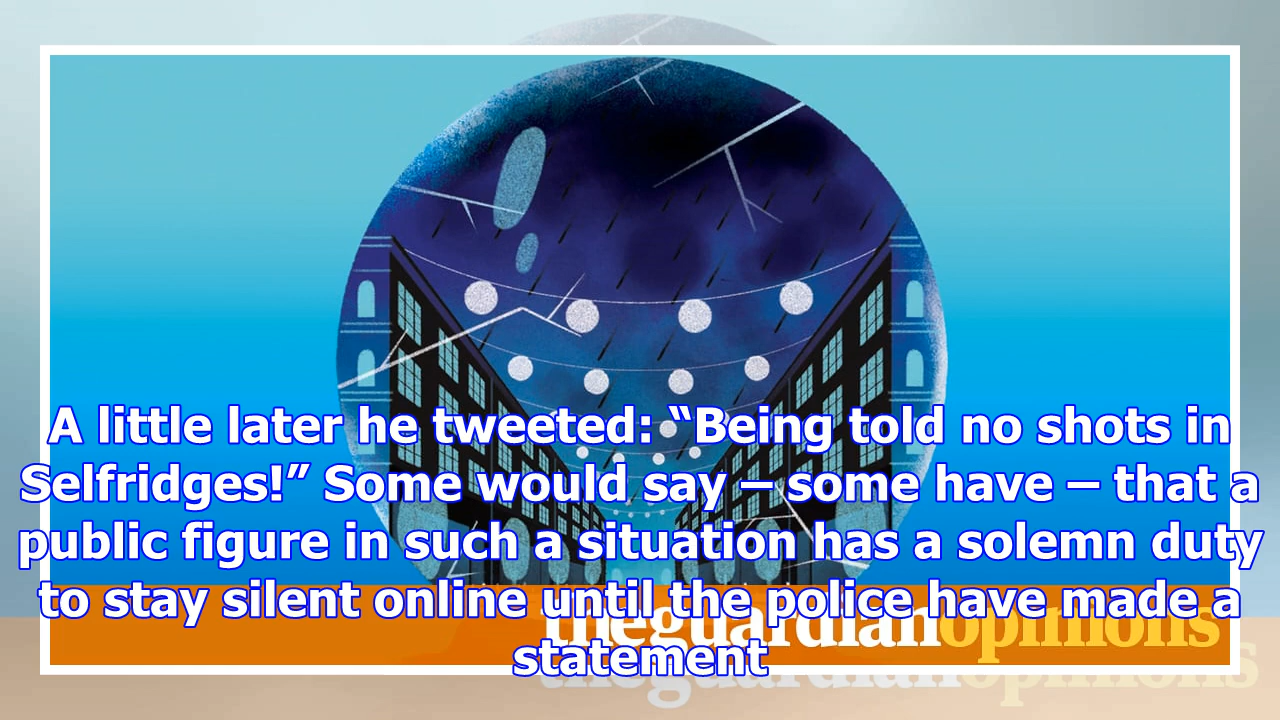 A little later he tweeted: “Being told no shots in
Selfridges!” Some would say – some have – that a
public figure in such a situation has a solemn duty
to stay silent online until the police have made a
theguardianopinions
statement
theguardianopinions